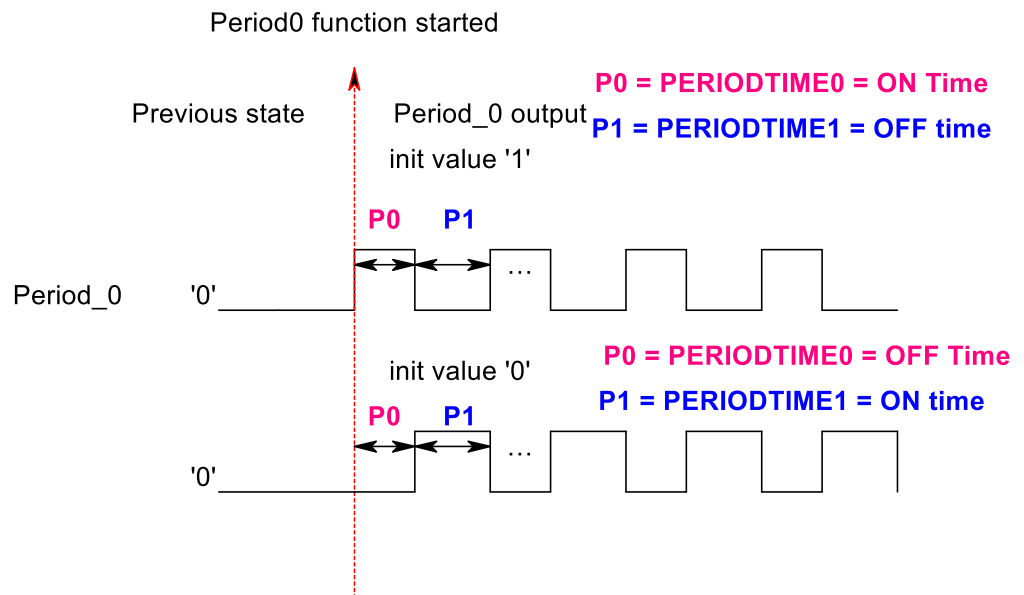 Period0 function started
P0 = PERIODTIME0 = ON Time
Previous state
Period_0 output
P1 = PERIODTIME1 = OFF time
init value '1'
P0
P1
...
Period_0
'0'
P0 = PERIODTIME0 = OFF Time
init value '0'
P1 = PERIODTIME1 = ON time
P0
P1
...
'0'